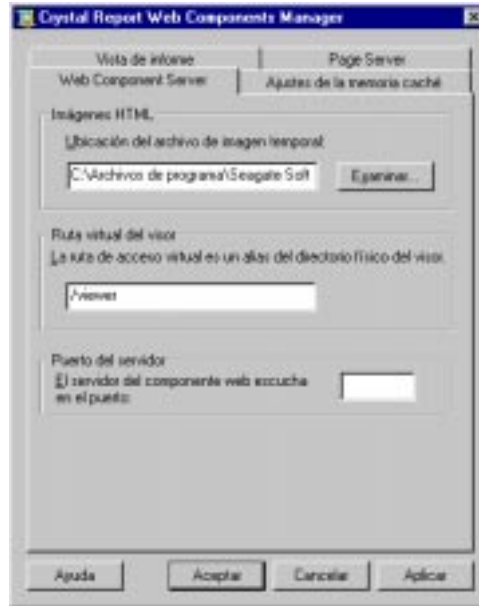 Crystal Report Web Components Manager
Vista de informe
Page Server
Web Component Server
Ajustes de la memoria caché
Imágenes HTML
Ubicación del archivo de imagen temporal:
C:\Archivos de programa\Seagate Soft
Examinar...
Ruta virtual del visor
La ruta de acceso virtual es un alias del directorio físico del visor.
/viewer
Puerto del servidor
El servidor del componente web escucha
en el puerto:
Ayuda
Aceptar
Cancelar
Aplicar